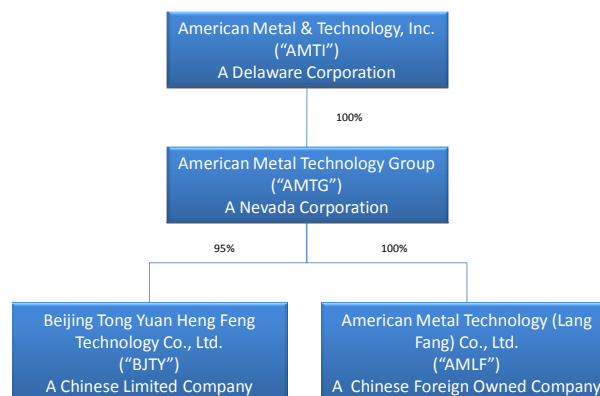 American Metal & Technology, Inc.
(“AMTI”)
A Delaware Corporation
100%
American Metal Technology Group
(“AMTG”)
A Nevada Corporation
95%
100%
Beijing Tong Yuan Heng Feng
Technology Co., Ltd.
(“BJTY”)
A Chinese Limited Company
American Metal Technology (Lang
Fang) Co., Ltd.
(“AMLF”)
A  Chinese Foreign Owned Company